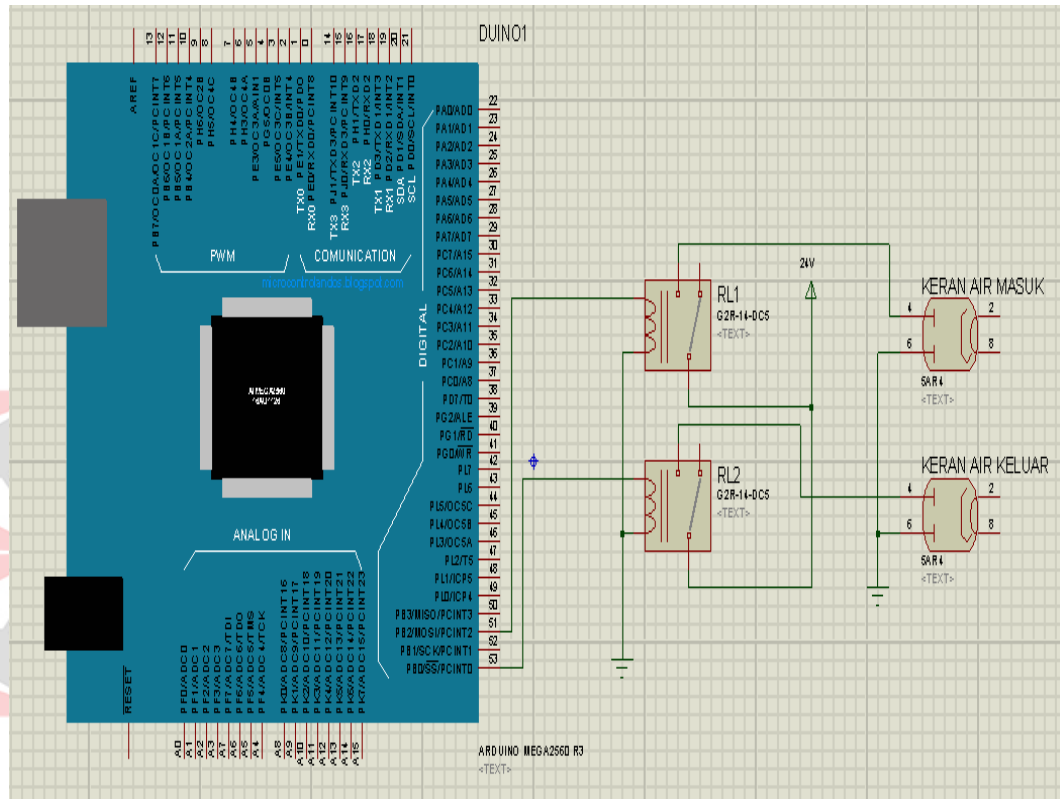 DUINO1
13
12
11
10
9
8
7
6
5
4
3
2
1
0
14
15
16
17
18
19
20
21
AREF
PB7/OC0A/OC1C/PCINT7
PB6/OC1B/PCINT6
PB5/OC1A/PCINT5
PB4/OC2A/PCINT4
PH6/OC2B
PH5/OC4C
PH4/OC4B
PH3/OC4A
PE3/OC3A/AIN1
PG5/OC0B
PE5/OC3C/INT5
PE4/OC3B/INT4
TX0 PE1/TXD0/PDO
RX0 PE0/RXD0/PCINT8
TX3 PJ1/TXD3/PCINT10
RX3 PJ0/RXD3/PCINT9
TX2 PH1/TXD2
RX2 PH0/RXD2
TX1 PD3/TXD1/INT3
RX1 PD2/RXD1/INT2
SDA PD1/SDA/INT1
SCL PD0/SCL/INT0
PWM
COMUNICATION
microcontrolandos.blogspot.com
DIGITAL
PA0/AD0 22
PA1/AD1 23
PA2/AD2 24
PA3/AD3 25
PA4/AD4 26
PA5/AD5 27
PA6/AD6 28
PA7/AD7 29
PC7/A15 30
PC6/A14 31
PC5/A13 32
PC4/A12 33
PC3/A11 34
PC2/A10 35
PC1/A9 36
PC0/A8 37
PD7/T0 38
PG2/ALE 39
PG1/RD 40
PG0/WR 41
PL7 42
PL6 43
PL5/OC5C 44
PL4/OC5B 45
PL3/OC5A 46
PL2/T5 47
PL1/ICP5 48
PL0/ICP4 49
PB3/MISO/PCINT3 50
PB2/MOSI/PCINT2 51
PB1/SCK/PCINT1 52
PB0/SS/PCINT0 53
ATMEGA2560
ANALOG IN
RESET
PF0/ADC0
PF1/ADC1
PF2/ADC2
PF3/ADC3
PF7/ADC7/TDI
PF6/ADC6/TDO
PF5/ADC5/TMS
PF4/ADC4/TCK
PK0/ADC8/PCINT16
PK1/ADC9/PCINT17
PK2/ADC10/PCINT18
PK3/ADC11/PCINT19
PK4/ADC12/PCINT20
PK5/ADC13/PCINT21
PK6/ADC14/PCINT22
PK7/ADC15/PCINT23
A0
A1
A2
A3
A7
A6
A5
A4
A8
A9
A10
A11
A12
A13
A14
A15
ARDUINO MEGA2560 R3
<TEXT>
24V
RL1
G2R-14-DC5
<TEXT>
RL2
G2R-14-DC5
<TEXT>
KERAN AIR MASUK
4
2
6
8
5AR4
<TEXT>
KERAN AIR KELUAR
4
2
6
8
5AR4
<TEXT>